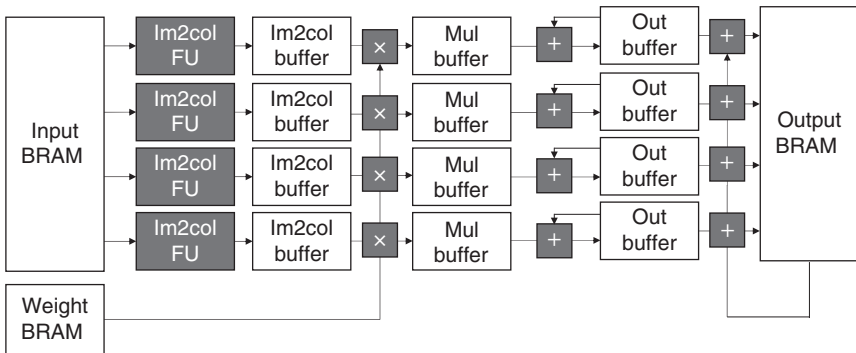 Input
BRAM
Im2col
FU
Im2col
buffer
×
Mul
buffer
+
Out
buffer
+
Im2col
FU
Im2col
buffer
×
Mul
buffer
+
Out
buffer
+
Im2col
FU
Im2col
buffer
×
Mul
buffer
+
Out
buffer
+
Im2col
FU
Im2col
buffer
×
Mul
buffer
+
Out
buffer
+
Output
BRAM
Weight
BRAM